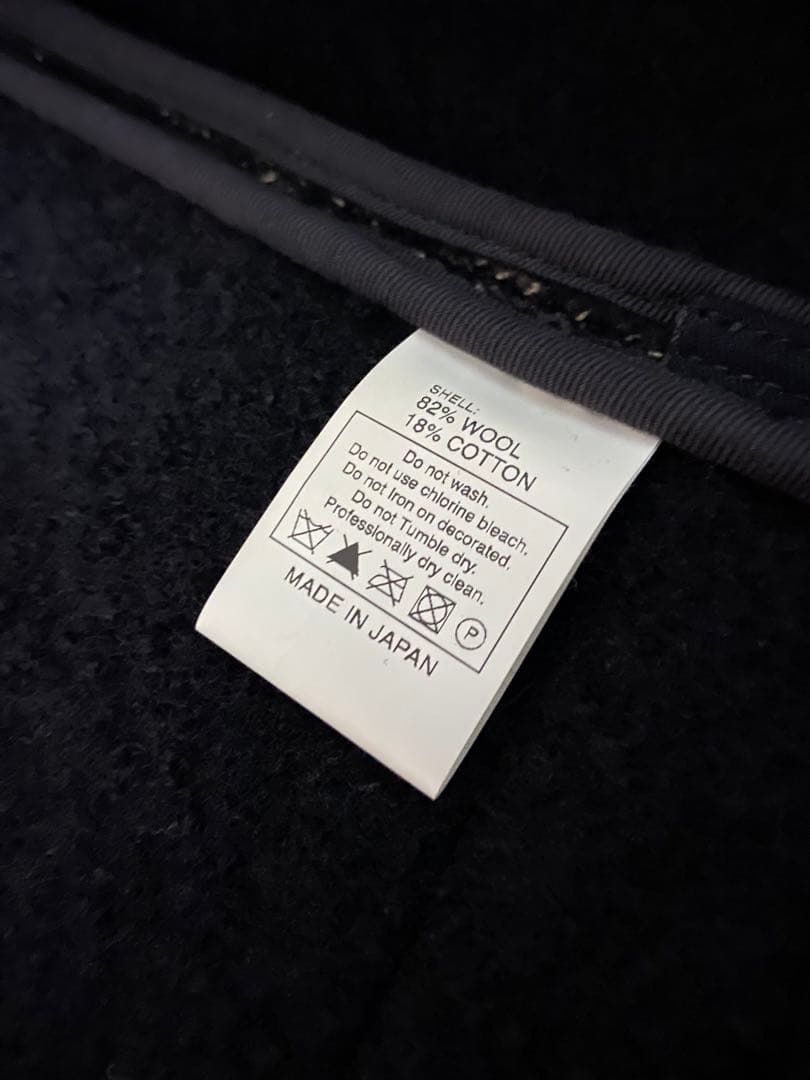 SHELL:
82% WOOL
18% COTTON
Do not wash.
Do not use chlorine bleach.
Do not Iron on decorated.
Do not Tumble dry.
Professionally dry clean.
P
MADE IN JAPAN